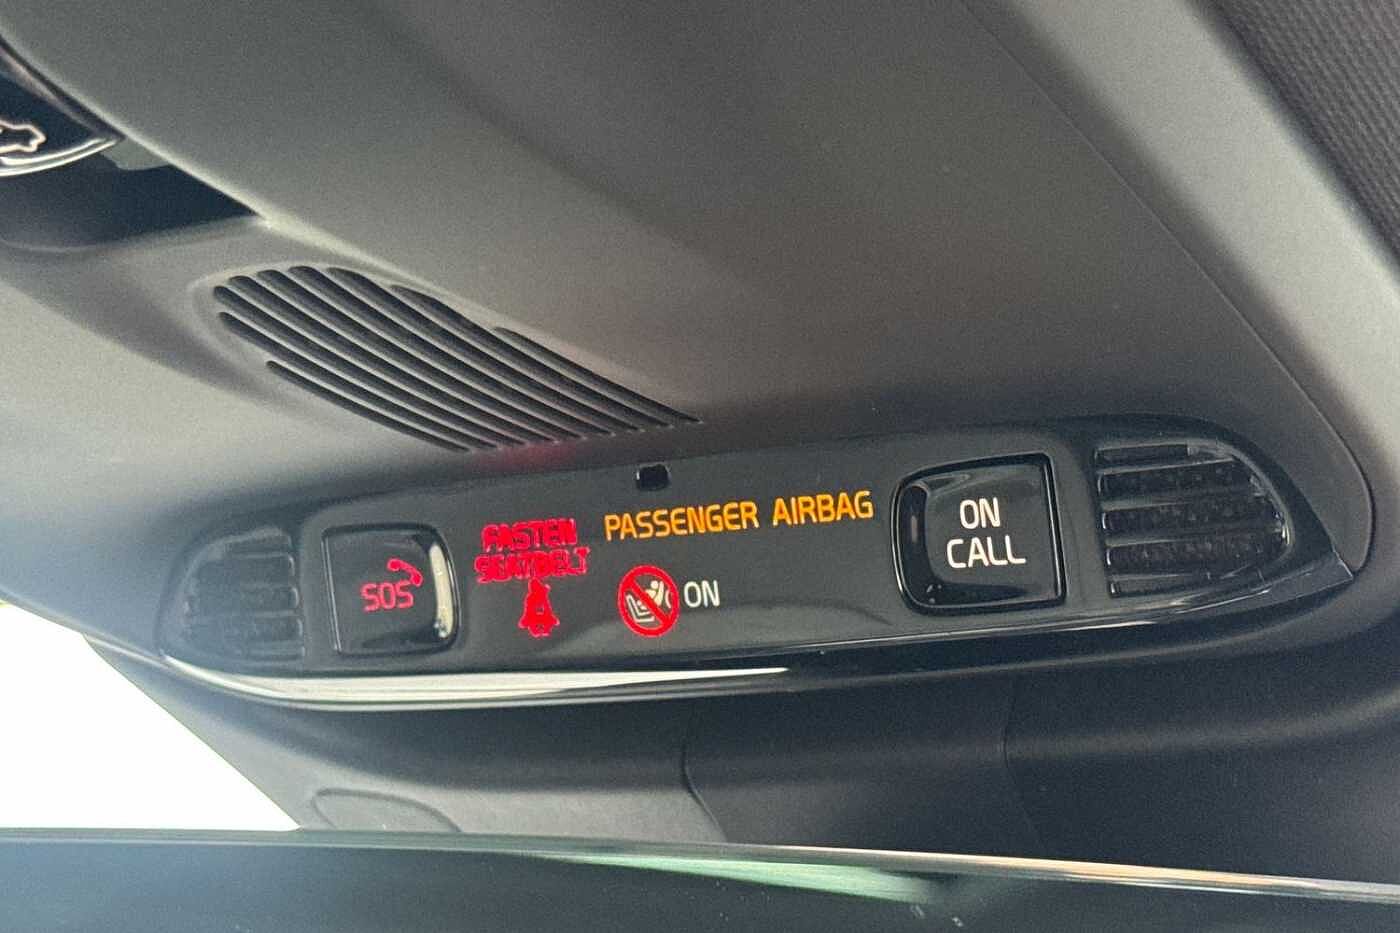 SOS
FASTEN
SEATBELT
PASSENGER AIRBAG
ON
ON
CALL